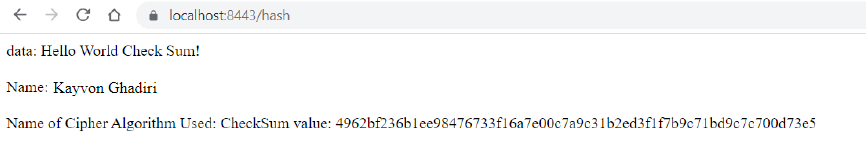 localhost:8443/hash
data: Hello World Check Sum!
Name: Kayvon Ghadiri
Name of Cipher Algorithm Used: CheckSum value: 4962bf236b1ee98476733f16a7e00c7a9c31b2ed3f1f7b9c71bd9c7c700d73e5